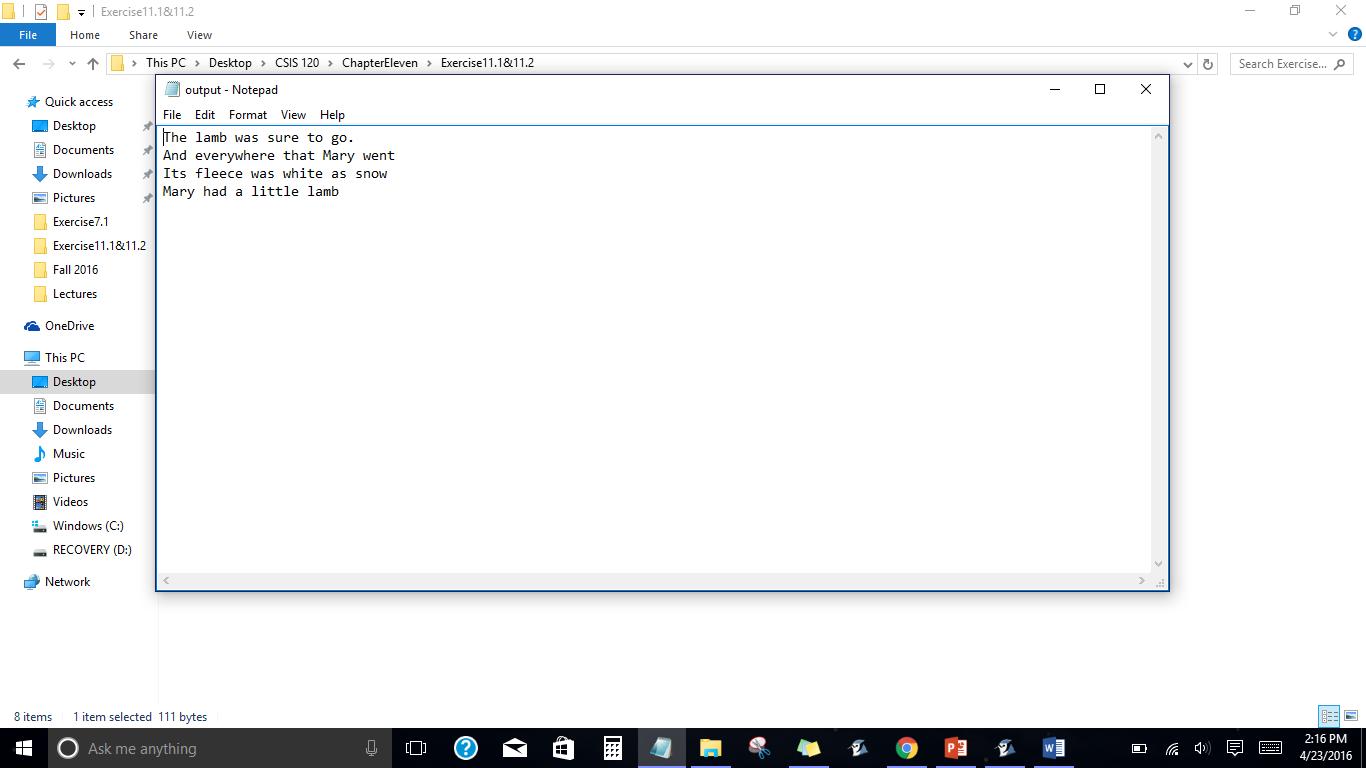 Exercise11.1&11.2
File Home Share View
This PC Desktop CSIS 120 ChapterEleven Exercise11.1&11.2
Search Exercise...
output - Notepad
File Edit Format View Help
The lamb was sure to go.
And everywhere that Mary went
Its fleece was white as snow
Mary had a little lamb
Quick access
Desktop
Documents
Downloads
Pictures
Exercise7.1
Exercise11.1&11.2
Fall 2016
Lectures
OneDrive
This PC
Desktop
Documents
Downloads
Music
Pictures
Videos
Windows (C:)
RECOVERY (D:)
Network
8 items 1 item selected 111 bytes
Ask me anything
2:16 PM
4/23/2016